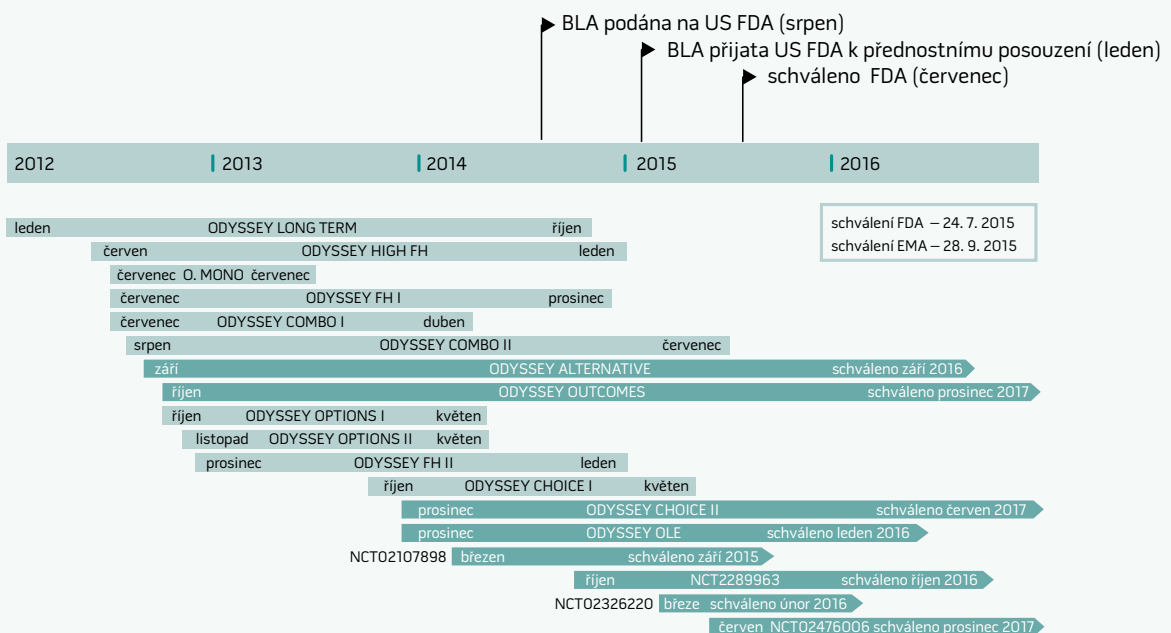 BLA podána na US FDA (srpen)
BLA přijata US FDA k přednostnímu posouzení (leden)
schváleno FDA (červenec)
2012 2013 2014 2015 2016
schválení FDA – 24. 7. 2015
schválení EMA – 28. 9. 2015
leden ODYSSEY LONG TERM říjen
červen ODYSSEY HIGH FH leden
červenec O. MONO červenec
červenec ODYSSEY FH I prosinec
červenec ODYSSEY COMBO I duben
srpen ODYSSEY COMBO II červenec
září ODYSSEY ALTERNATIVE schváleno září 2016
říjen ODYSSEY OUTCOMES schváleno prosinec 2017
říjen ODYSSEY OPTIONS I květen
listopad ODYSSEY OPTIONS II květen
prosinec ODYSSEY FH II leden
říjen ODYSSEY CHOICE I květen
prosinec ODYSSEY CHOICE II schváleno červen 2017
prosinec ODYSSEY OLE schváleno leden 2016
NCT02107898 březen schváleno září 2015
říjen NCT2289963 schváleno říjen 2016
NCT02326220 březe schváleno únor 2016
červen NCT02476006 schváleno prosinec 2017